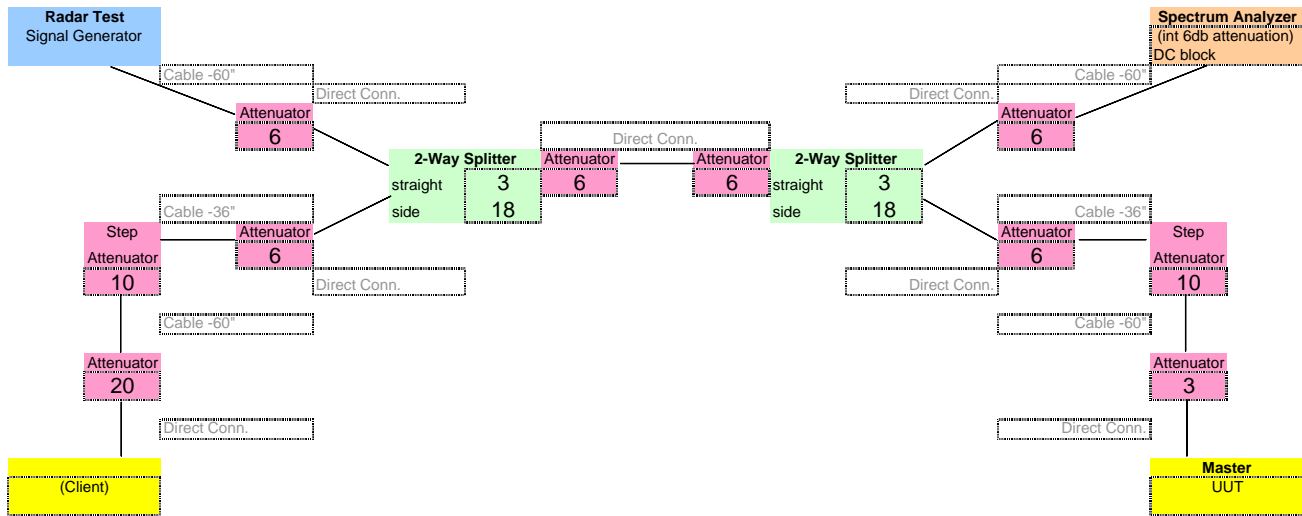 Radar Test
Signal Generator
Spectrum Analyzer
(int 6db attenuation)
DC block
Cable -60"
Cable -60"
Direct Conn.
Direct Conn.
Attenuator
6
Attenuator
6
Direct Conn.
2-Way Splitter
straight 3
side 18
Attenuator
6
Attenuator
6
2-Way Splitter
straight 3
side 18
Cable -36"
Cable -36"
Step
Attenuator
10
Attenuator
6
Attenuator
6
Step
Attenuator
10
Direct Conn.
Direct Conn.
Cable -60"
Cable -60"
Attenuator
20
Attenuator
3
Direct Conn.
Direct Conn.
(Client)
Master
UUT